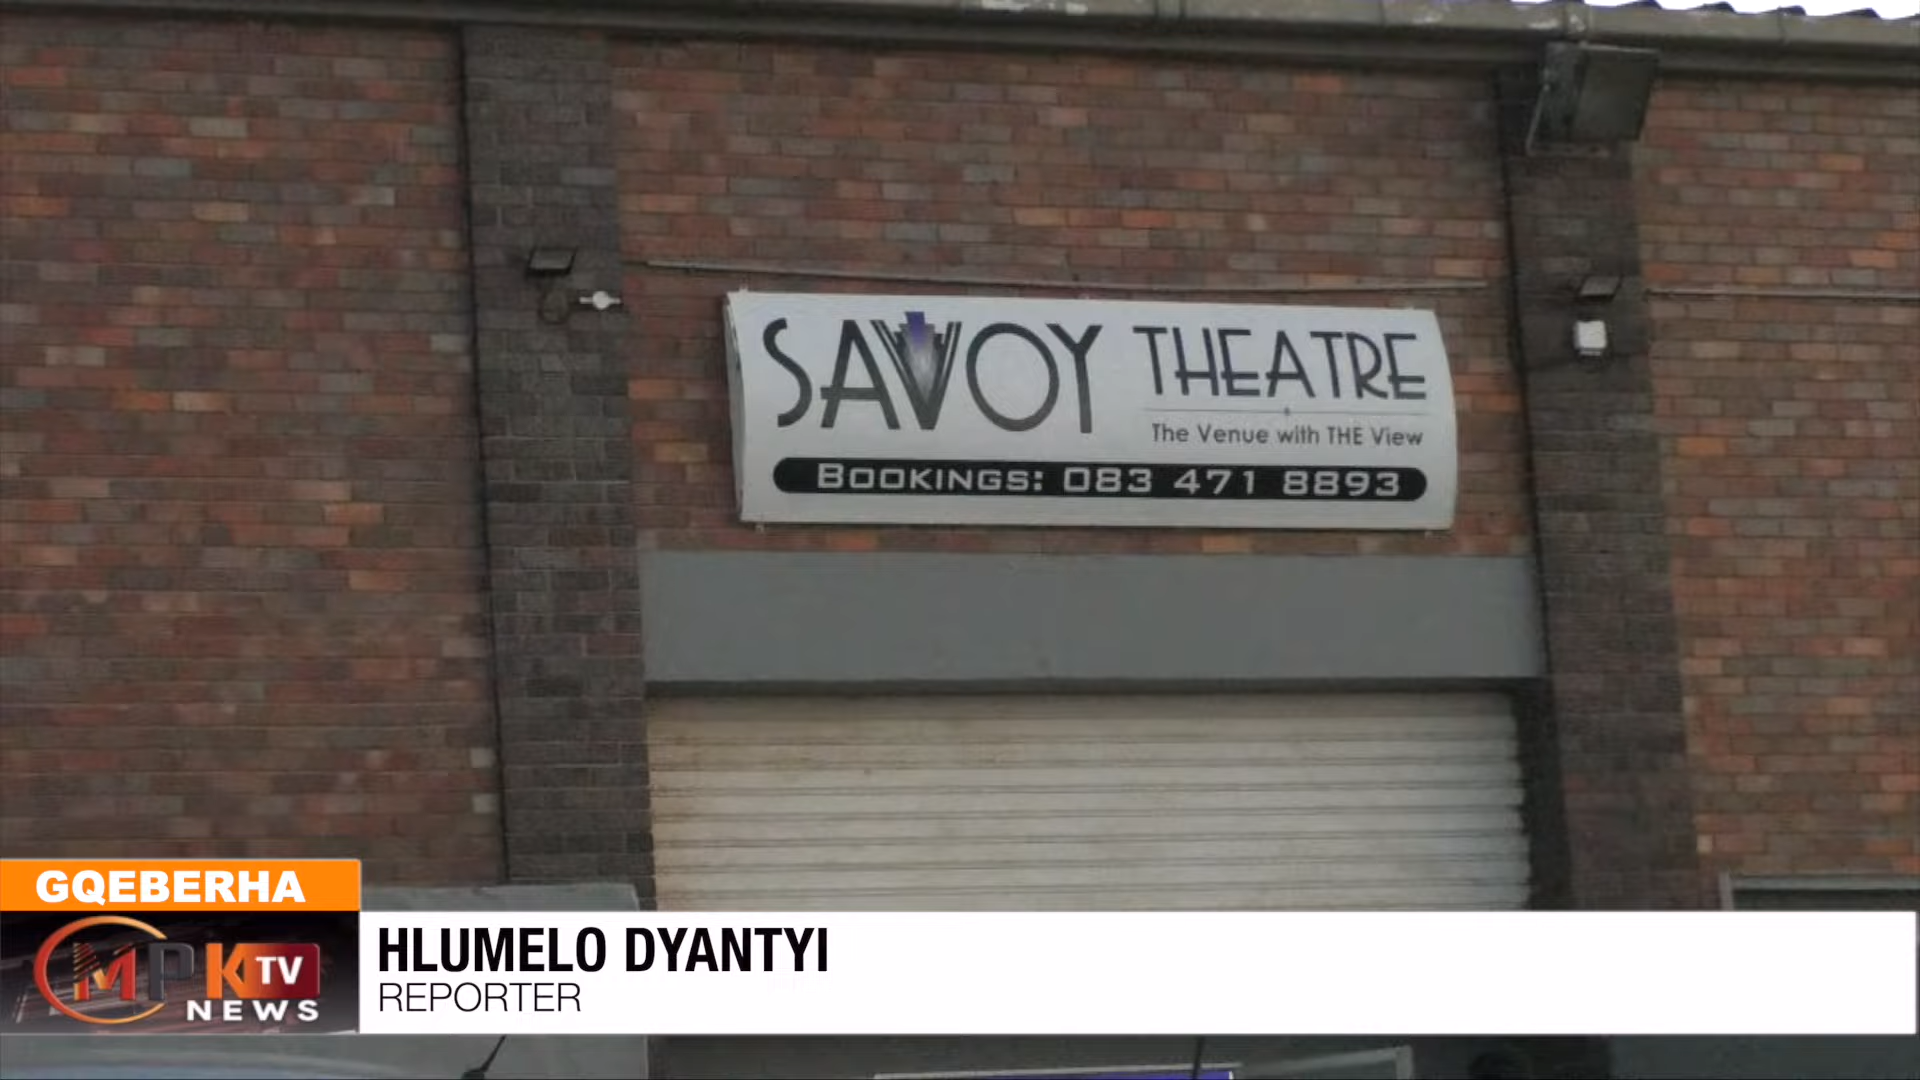 SAVOY THEATRE
The Venue with THE View
BOOKINGS: 083 471 8893
GQEBERHA
MPK TV
NEWS
HLUMELO DYANTYI
REPORTER